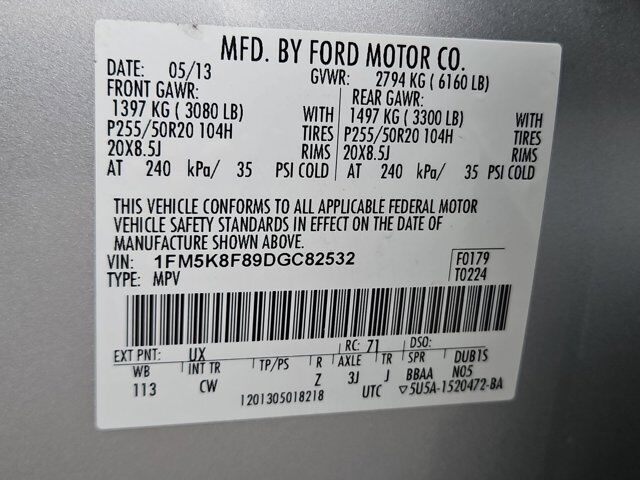 MFD. BY FORD MOTOR CO.
DATE: 05/13 GVWR: 2794 KG ( 6160 LB)
FRONT GAWR: REAR GAWR:
1397 KG ( 3080 LB) WITH 1497 KG ( 3300 LB) WITH
P255/50R20 104H TIRES P255/50R20 104H TIRES
20X8.5J RIMS 20X8.5J RIMS
AT 240 kPa/ 35 PSI COLD AT 240 kPa/ 35 PSI COLD
THIS VEHICLE CONFORMS TO ALL APPLICABLE FEDERAL MOTOR
VEHICLE SAFETY STANDARDS IN EFFECT ON THE DATE OF
MANUFACTURE SHOWN ABOVE.
VIN: 1FM5K8F89DGC82532 F0179
TYPE: MPV T0224
EXT PNT: UX RC: 71 DSO:
WB INT TR TP/PS R AXLE TR SPR DUB1S
113 CW Z 3J J BBAA N05
1201305018218 UTC ▽5U5A-1520472-BA